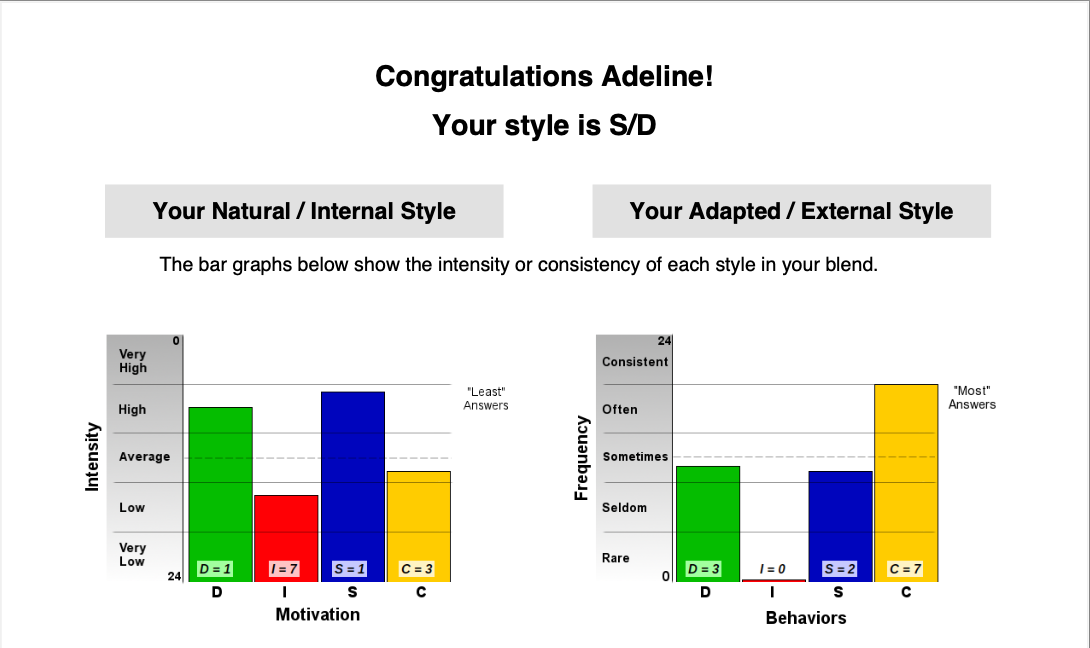 Congratulations Adeline!
Your style is S/D
Your Natural / Internal Style
Your Adapted / External Style
The bar graphs below show the intensity or consistency of each style in your blend.
Intensity
0
Very
High
High
Average
Low
Very
Low
24
"Least"
Answers
D = 1
I = 7
S = 1
C = 3
D
I
S
C
Motivation
Frequency
24
Consistent
Often
Sometimes
Seldom
Rare
0
"Most"
Answers
D = 3
I = 0
S = 2
C = 7
D
I
S
C
Behaviors